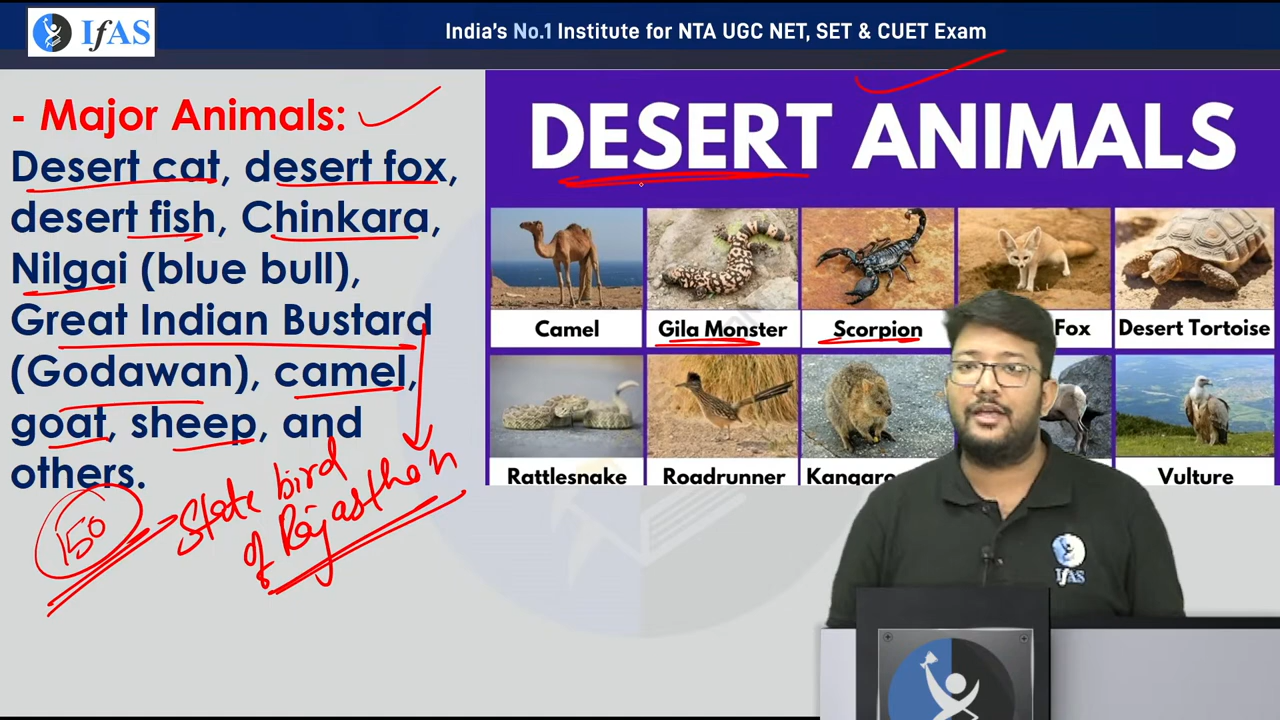 IfAS
India's No.1 Institute for NTA UGC NET, SET & CUET Exam
- Major Animals:
Desert cat, desert fox,
desert fish, Chinkara,
Nilgai (blue bull),
Great Indian Bustard
(Godawan), camel,
goat, sheep, and
others.
150
State bird
of Rajasthan
DESERT ANIMALS
Camel
Gila Monster
Scorpion
Fox
Desert Tortoise
Rattlesnake
Roadrunner
Kangaro
Vulture
IfAS